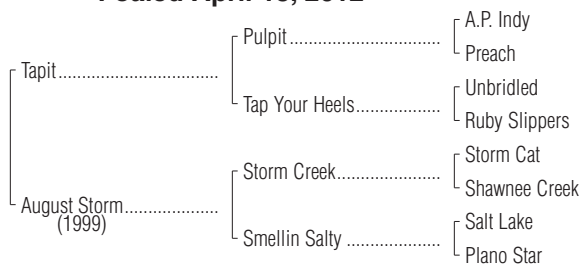 A.P. Indy
Pulpit
Preach
Tapit
Unbridled
Tap Your Heels
Ruby Slippers
Storm Cat
Storm Creek
Shawnee Creek
August Storm
(1999)
Salt Lake
Smellin Salty
Plano Star